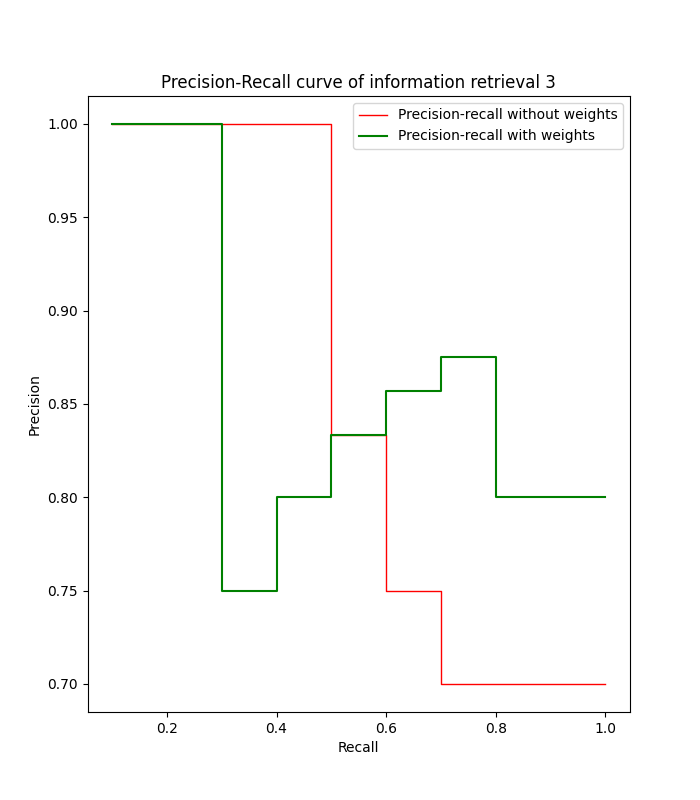 Precision-Recall curve of information retrieval 3
Precision-recall without weights
Precision-recall with weights
1.00
0.95
0.90
0.85
0.80
0.75
0.70
Precision
0.2 0.4 0.6 0.8 1.0
Recall